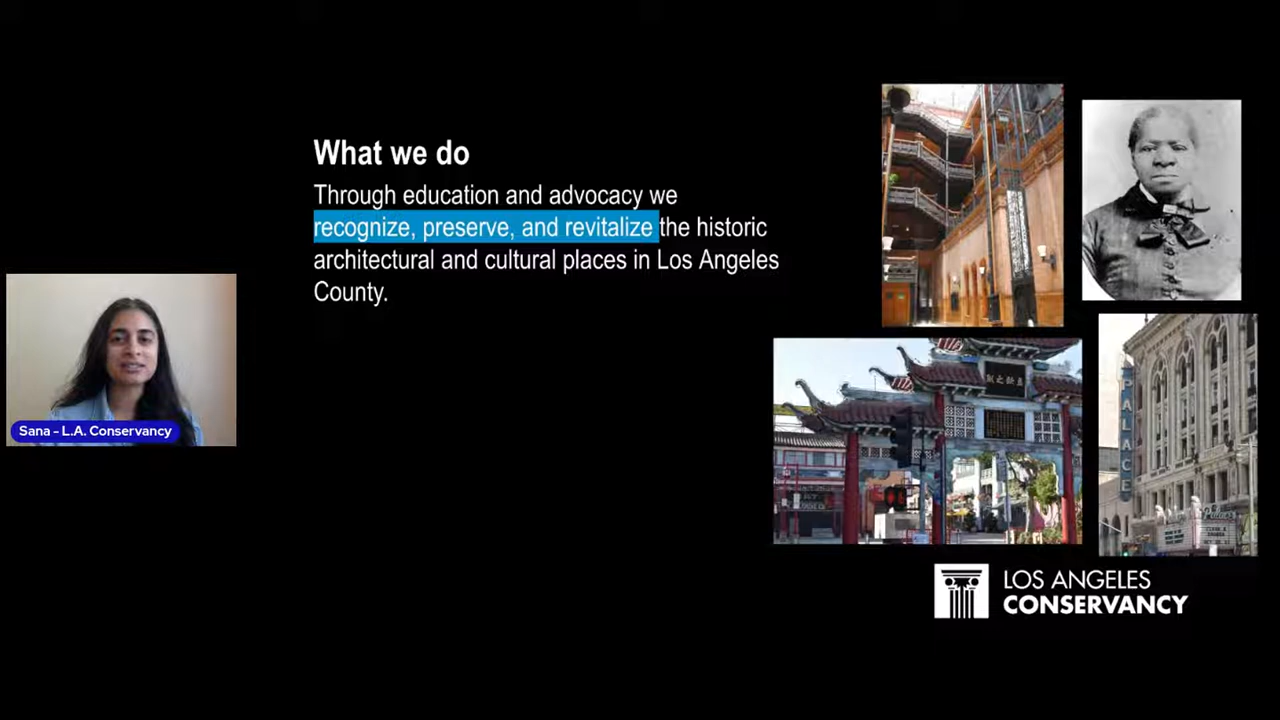 What we do
Through education and advocacy we
recognize, preserve, and revitalize the historic
architectural and cultural places in Los Angeles
County.
Sana - L.A. Conservancy
PALACE
Palace
LOS ANGELES
CONSERVANCY